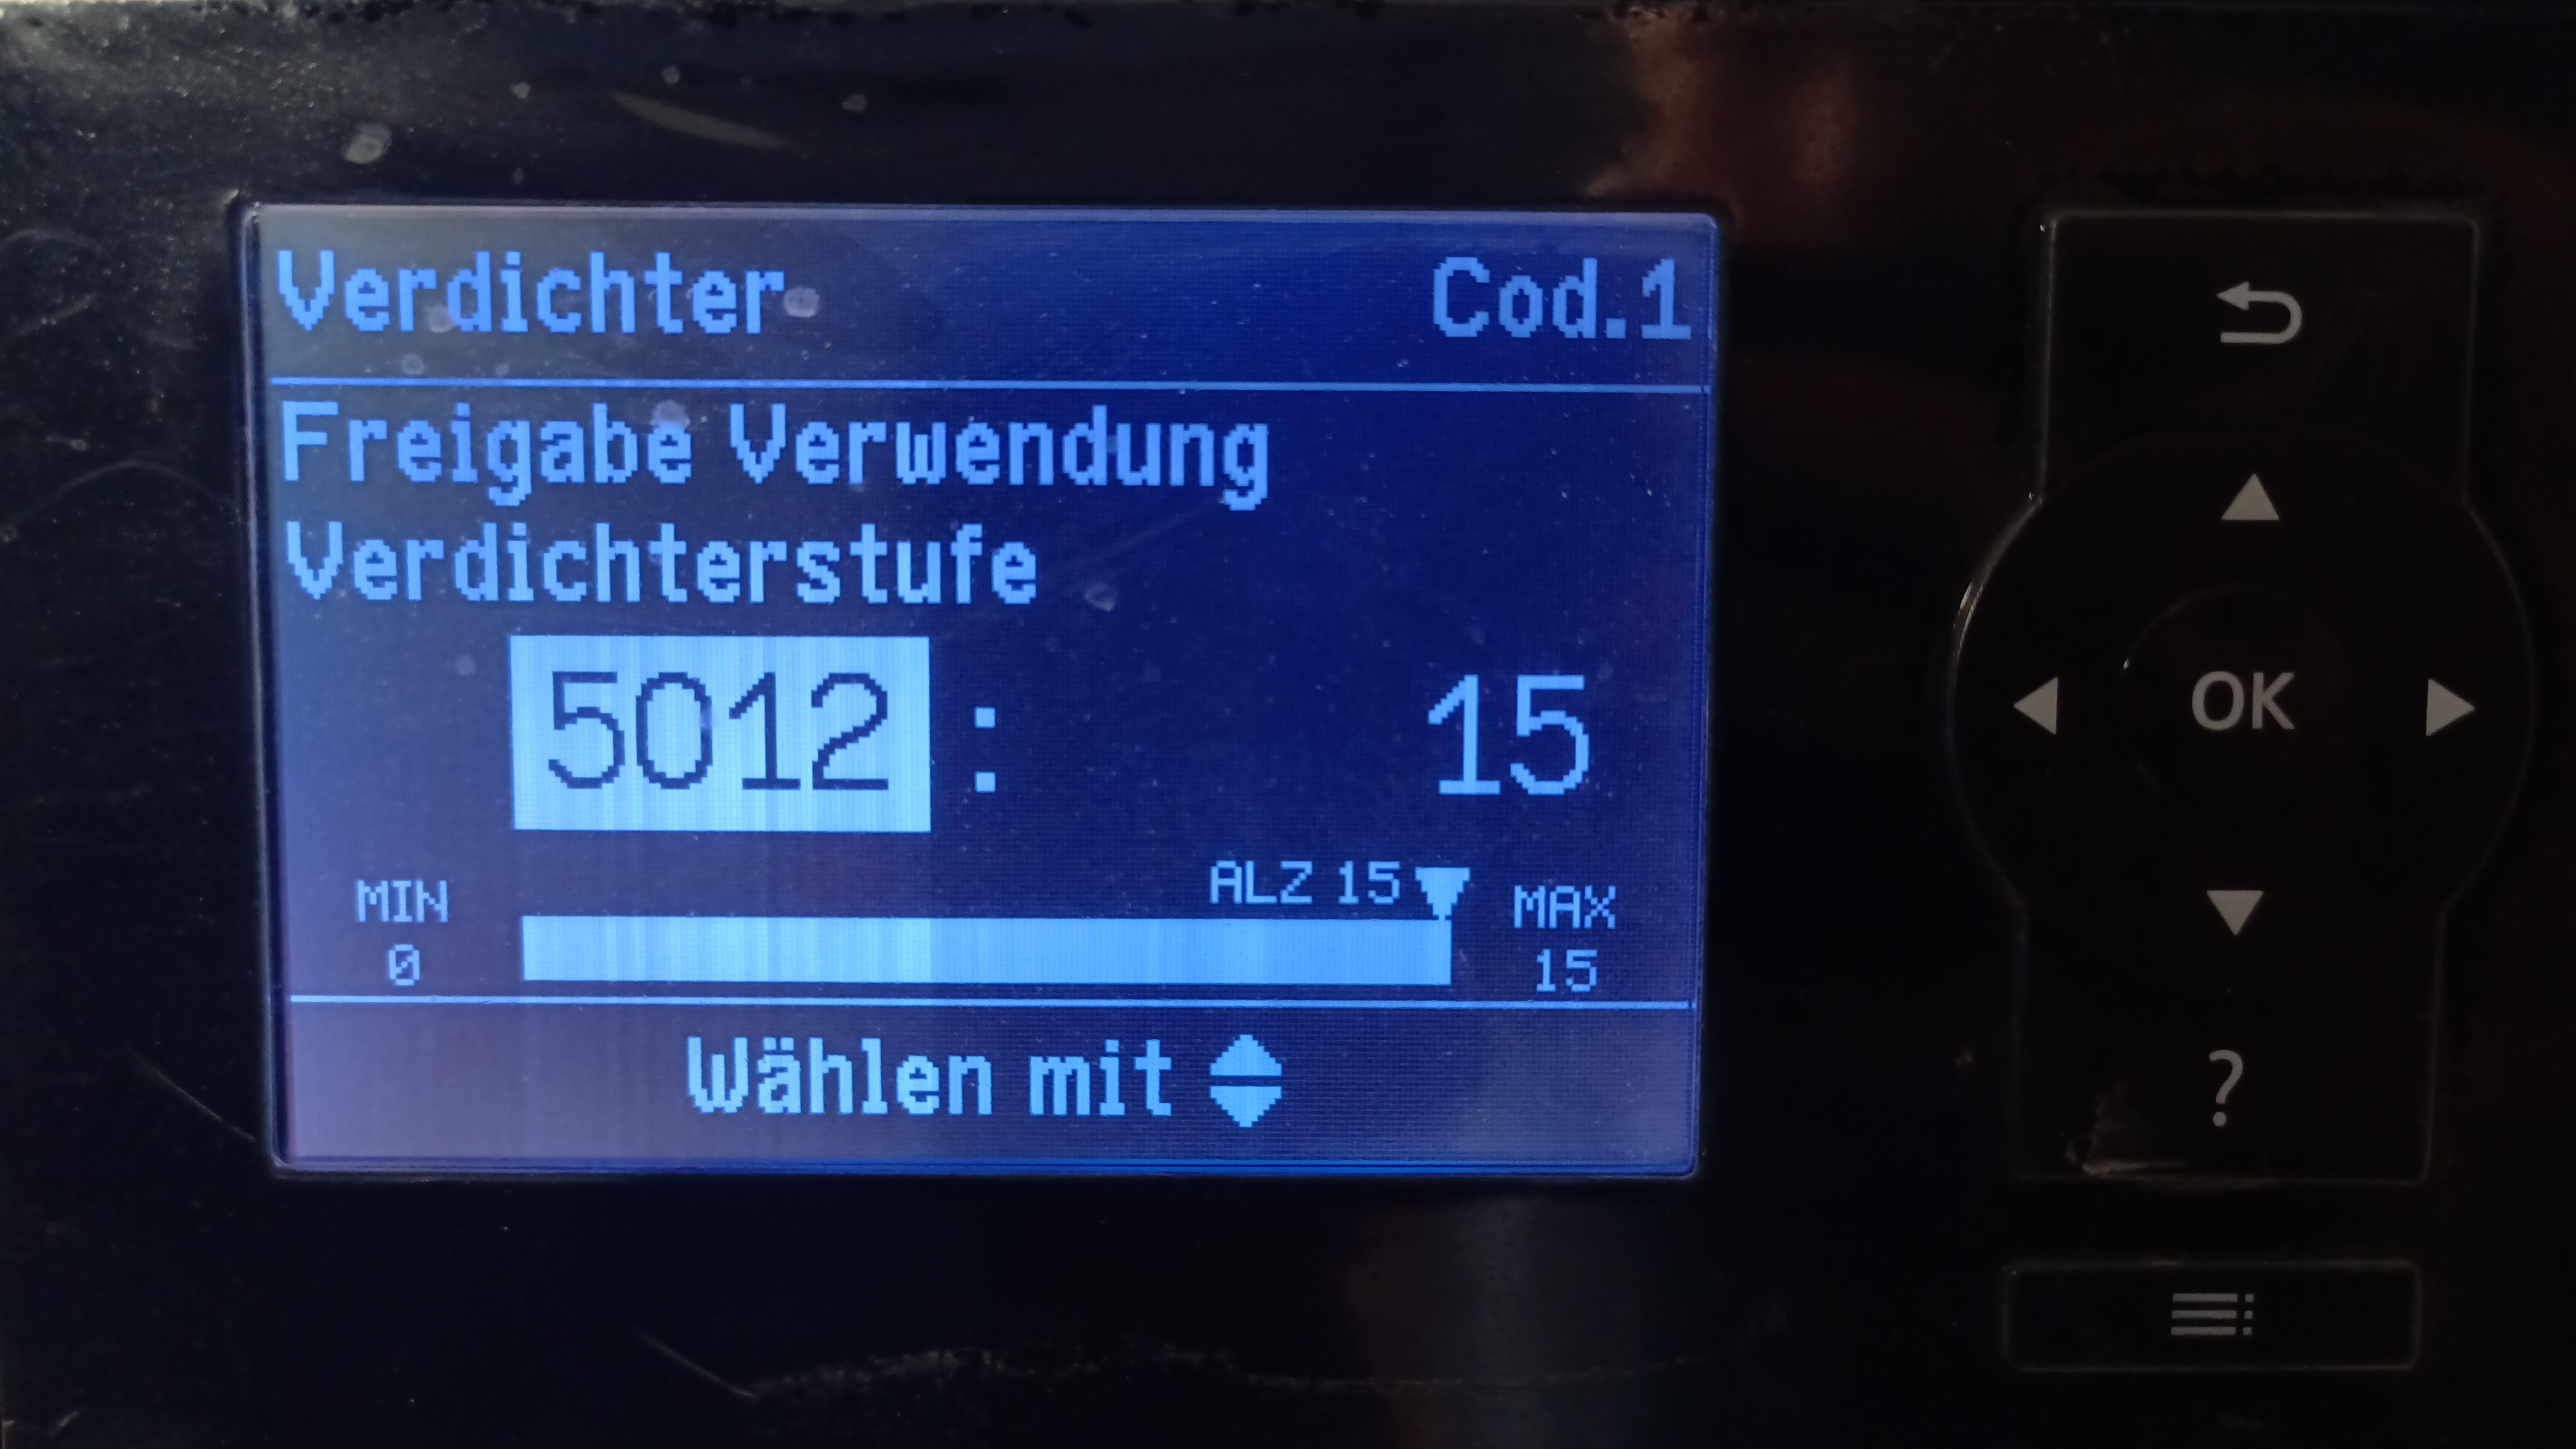 Verdichter Cod.1
Freigabe Verwendung
Verdichterstufe
5012 : 15
ALZ 15
MIN MAX
0 15
Wählen mit
OK
?